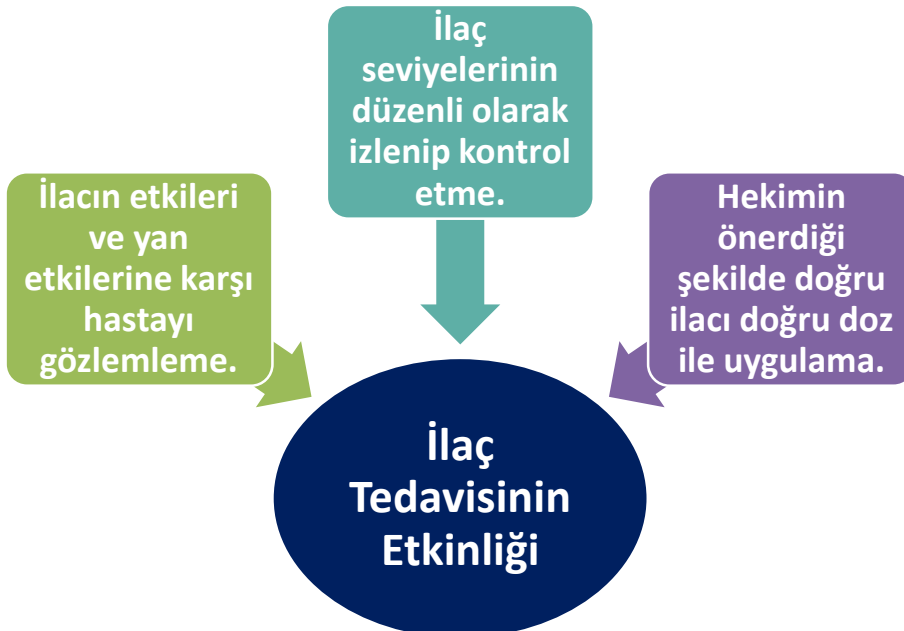 İlaç
seviyelerinin
düzenli olarak
izlenip kontrol
etme.
İlacın etkileri
ve yan
etkilerine karşı
hastayı
gözlemleme.
Hekimin
önerdiği
şekilde doğru
ilacı doğru doz
ile uygulama.
İlaç
Tedavisinin
Etkinliği